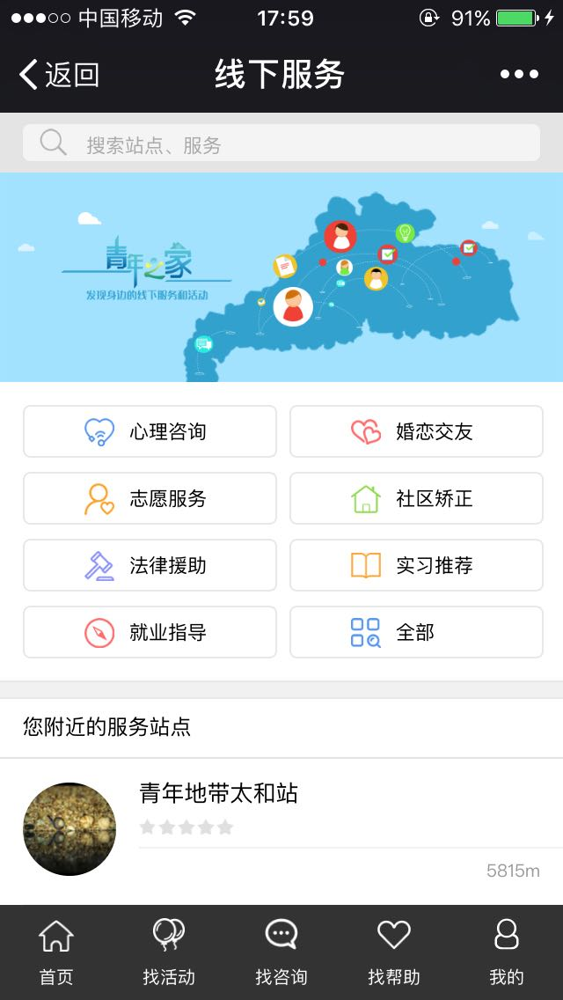 中国移动
17:59
91%
返回
线下服务
搜索站点、服务
青年之家
发现身边的线下服务和活动
心理咨询
婚恋交友
志愿服务
社区矫正
法律援助
实习推荐
就业指导
全部
您附近的服务站点
青年地带太和站
5815m
首页
找活动
找咨询
找帮助
我的